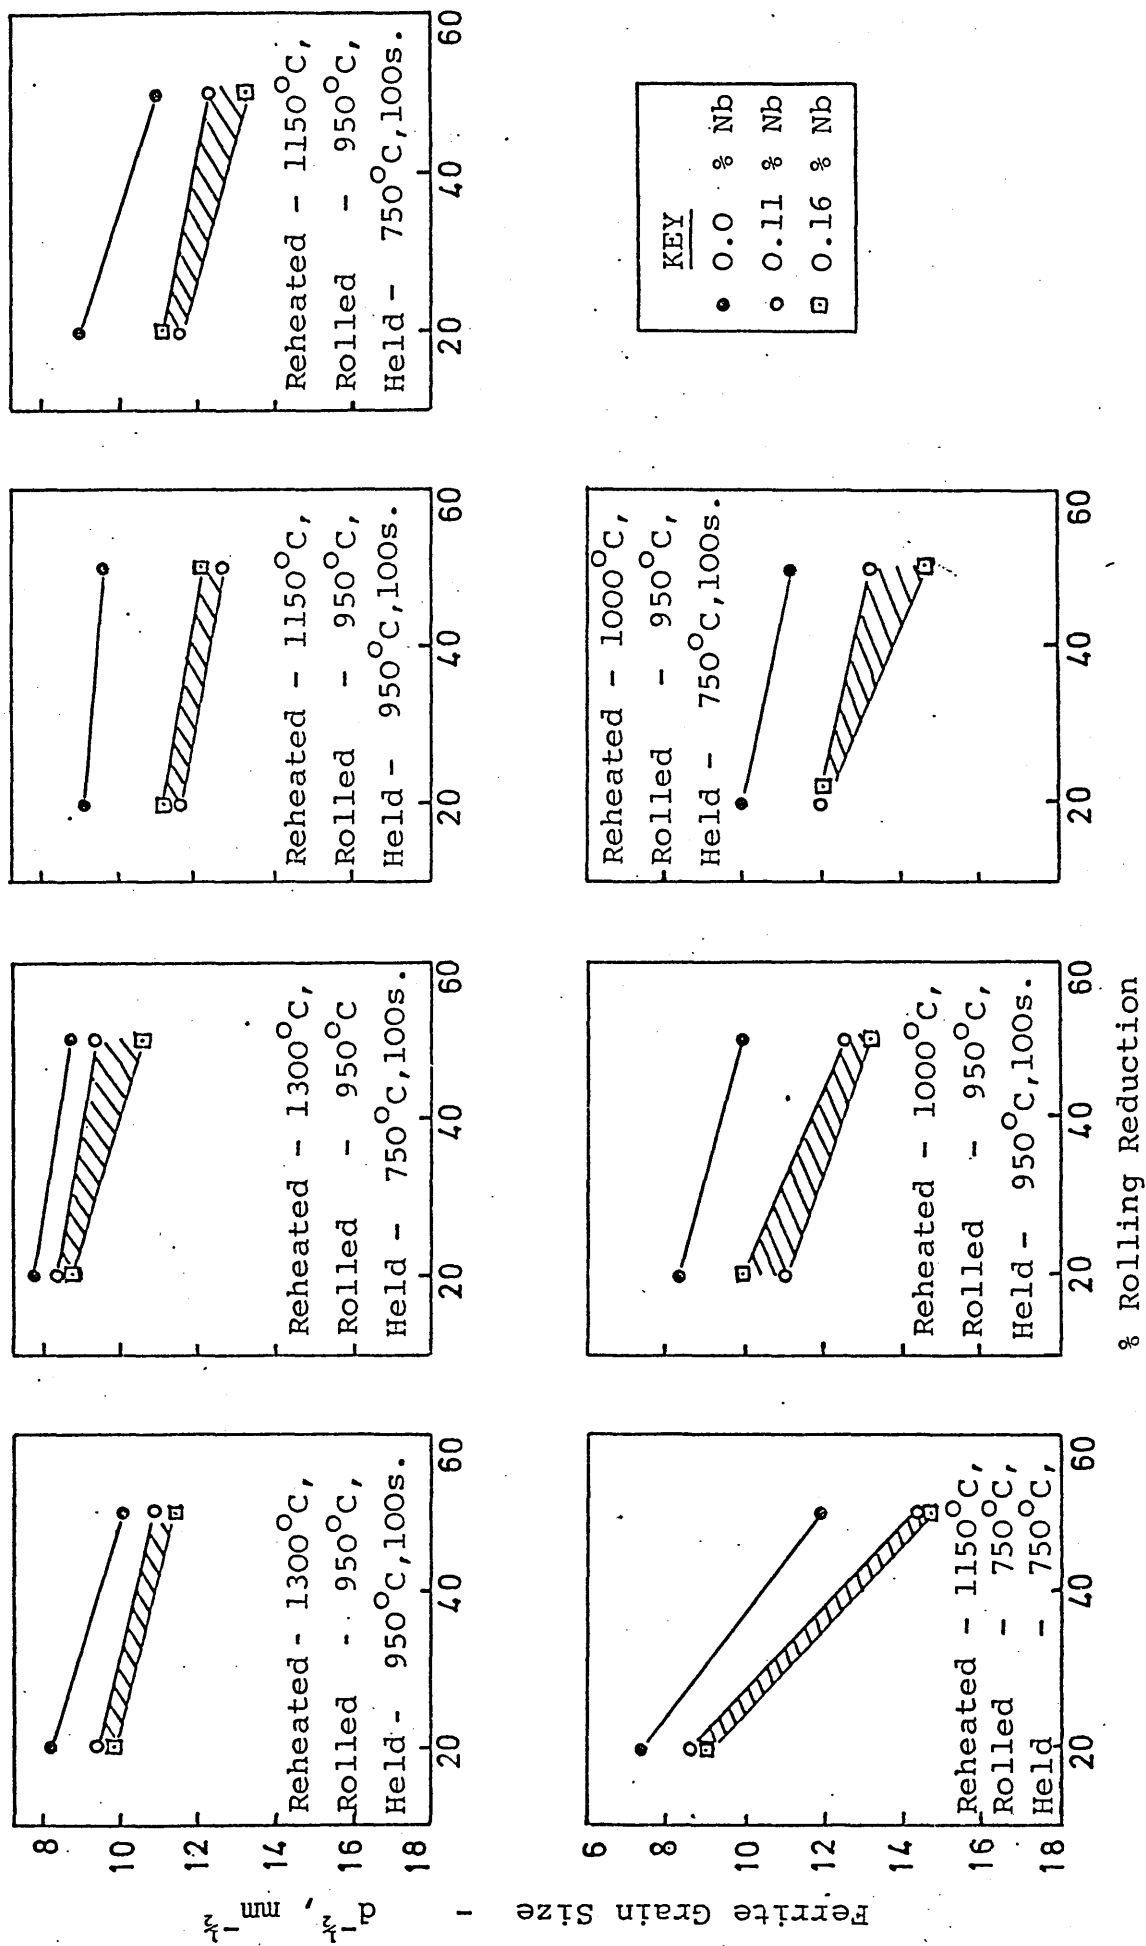 8
10
12
14
16
18
20
40
60
Reheated - 1300°C,
Rolled - 950°C,
Held - 950°C,100s.
20
40
60
Reheated - 1300°C,
Rolled - 950°C
Held - 750°C,100s.
20
40
60
Reheated - 1150°C,
Rolled - 950°C,
Held - 950°C,100s.
20
40
60
Reheated - 1150°C,
Rolled - 950°C,
Held - 750°C,100s.
6
8
10
12
14
16
18
20
40
60
Reheated - 1150°C,
Rolled - 750°C,
Held - 750°C,
20
40
60
Reheated - 1000°C,
Rolled - 950°C,
Held - 950°C,100s.
20
40
60
Reheated - 1000°C,
Rolled - 950°C,
Held - 750°C,100s.
KEY
0.0 % Nb
0.11 % Nb
0.16 % Nb
Ferrite Grain Size - d^-½, mm^-½
% Rolling Reduction